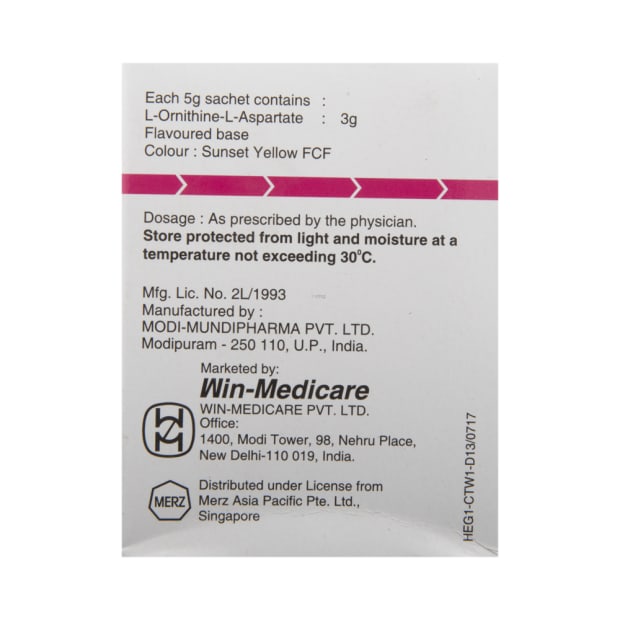 Each 5g sachet contains :
L-Ornithine-L-Aspartate : 3g
Flavoured base
Colour : Sunset Yellow FCF
Dosage : As prescribed by the physician.
Store protected from light and moisture at a
temperature not exceeding 30°C.
Mfg. Lic. No. 2L/1993
Manufactured by :
MODI-MUNDIPHARMA PVT. LTD.
Modipuram - 250 110, U.P., India.
Marketed by:
Win-Medicare
WIN-MEDICARE PVT. LTD.
Office:
1400, Modi Tower, 98, Nehru Place,
New Delhi-110 019, India.
MERZ
Distributed under License from
Merz Asia Pacific Pte. Ltd.,
Singapore
HEG1-CTW1-D13/0717